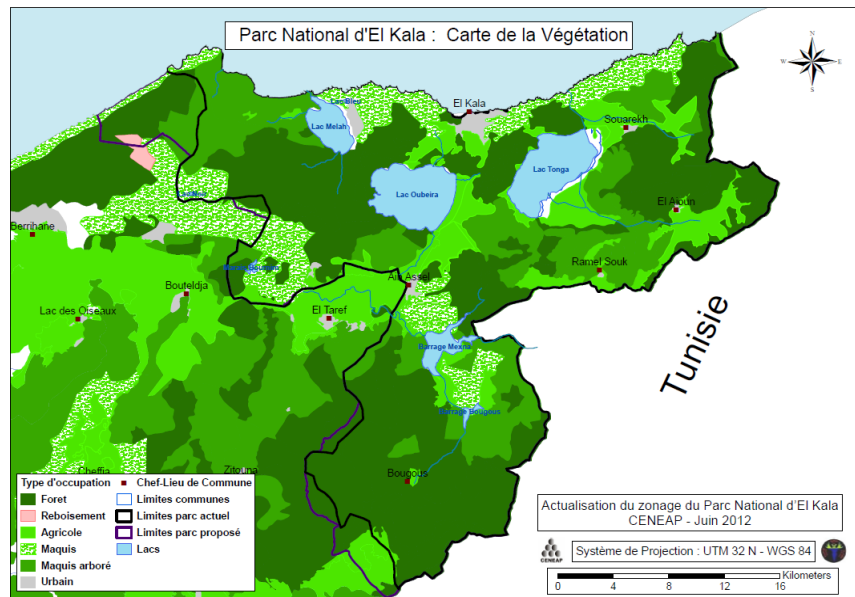 Parc National d'El Kala : Carte de la Végétation
N
W
E
S
Lac Bleu
El Kala
Lac Melah
Souarekh
Lac Tonga
Lac Oubeira
Lac Noir
El Aioun
Berrihane
Ramel Souk
Ain Assel
Bouteldja
Lac des Oiseaux
El Taref
Tunisie
Barrage Mexna
Barrage Bougous
Cheffia
Zitouna
Bougous
Type d'occupation
Foret
Reboisement
Agricole
Maquis
Maquis arboré
Urbain
Chef-Lieu de Commune
Limites communes
Limites parc actuel
Limites parc proposé
Lacs
Actualisation du zonage du Parc National d'El Kala
CENEAP - Juin 2012
CENEAP
Système de Projection : UTM 32 N - WGS 84
Kilometers
0 4 8 12 16